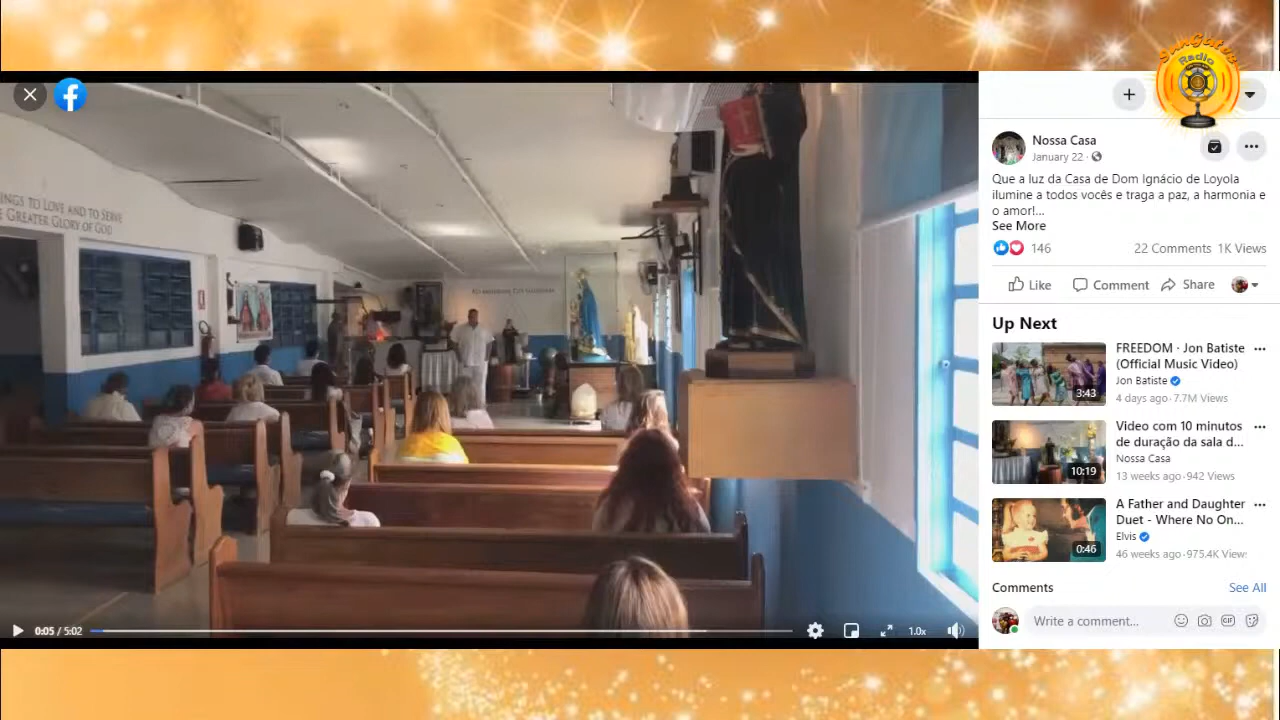 SunGates
Radio
INGS TO LOVE AND TO SERVE
E GREATER GLORY OF GOD
Nossa Casa
January 22 ·
Que a luz da Casa de Dom Ignácio de Loyola
ilumine a todos vocês e traga a paz, a harmonia e
o amor!...
See More
146
22 Comments 1K Views
Like
Comment
Share
Up Next
FREEDOM · Jon Batiste
(Official Music Video)
Jon Batiste
4 days ago · 7.7M Views
3:43
Video com 10 minutos
de duração da sala d...
Nossa Casa
13 weeks ago · 942 Views
10:19
A Father and Daughter
Duet - Where No On...
Elvis
46 weeks ago · 975.4K Views
0:46
Comments
See All
Write a comment...
GIF
0:05 / 5:02
1.0x